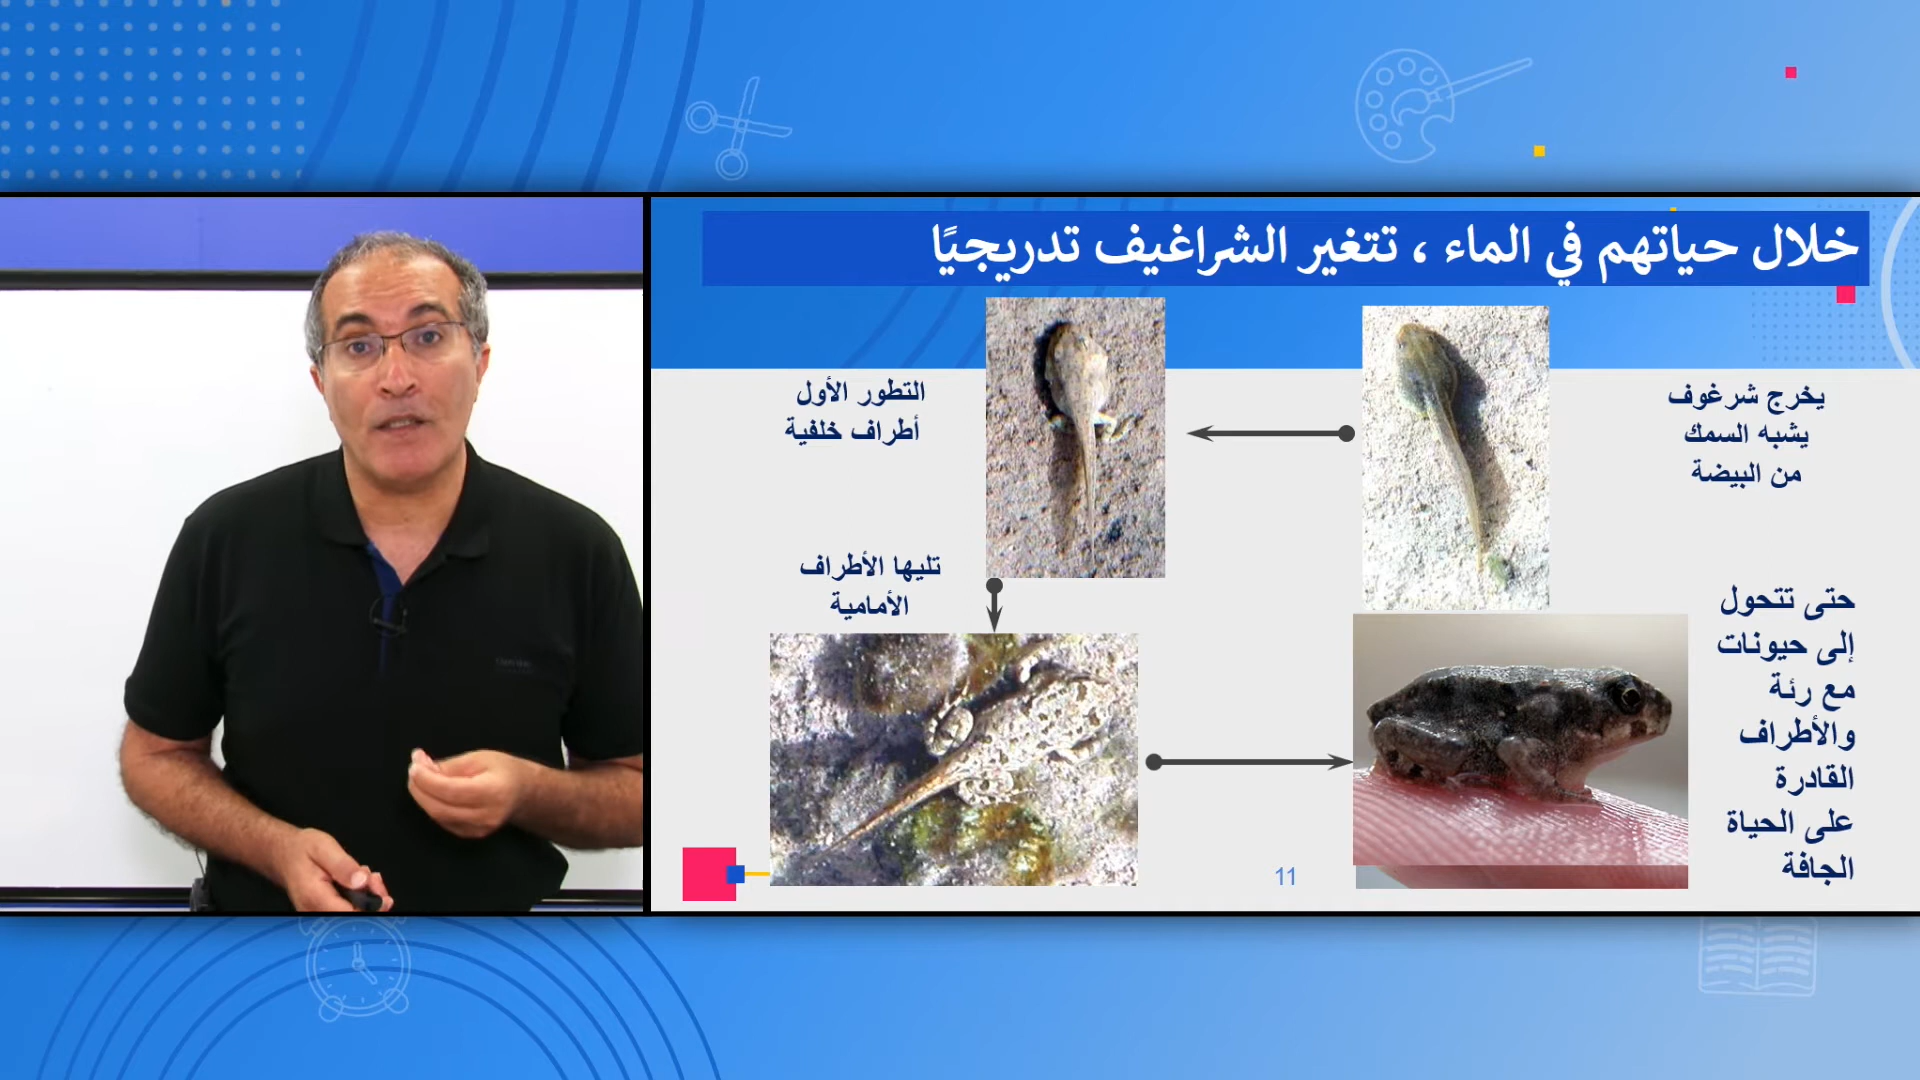 خلال حياتهم في الماء ، تتغير الشراغيف تدريجيًا
يخرج شرغوف
يشبه السمك
من البيضة
التطور الأول
أطراف خلفية
تليها الأطراف
الأمامية
حتى تتحول
إلى حيونات
مع رئة
والأطراف
القادرة
على الحياة
الجافة
11